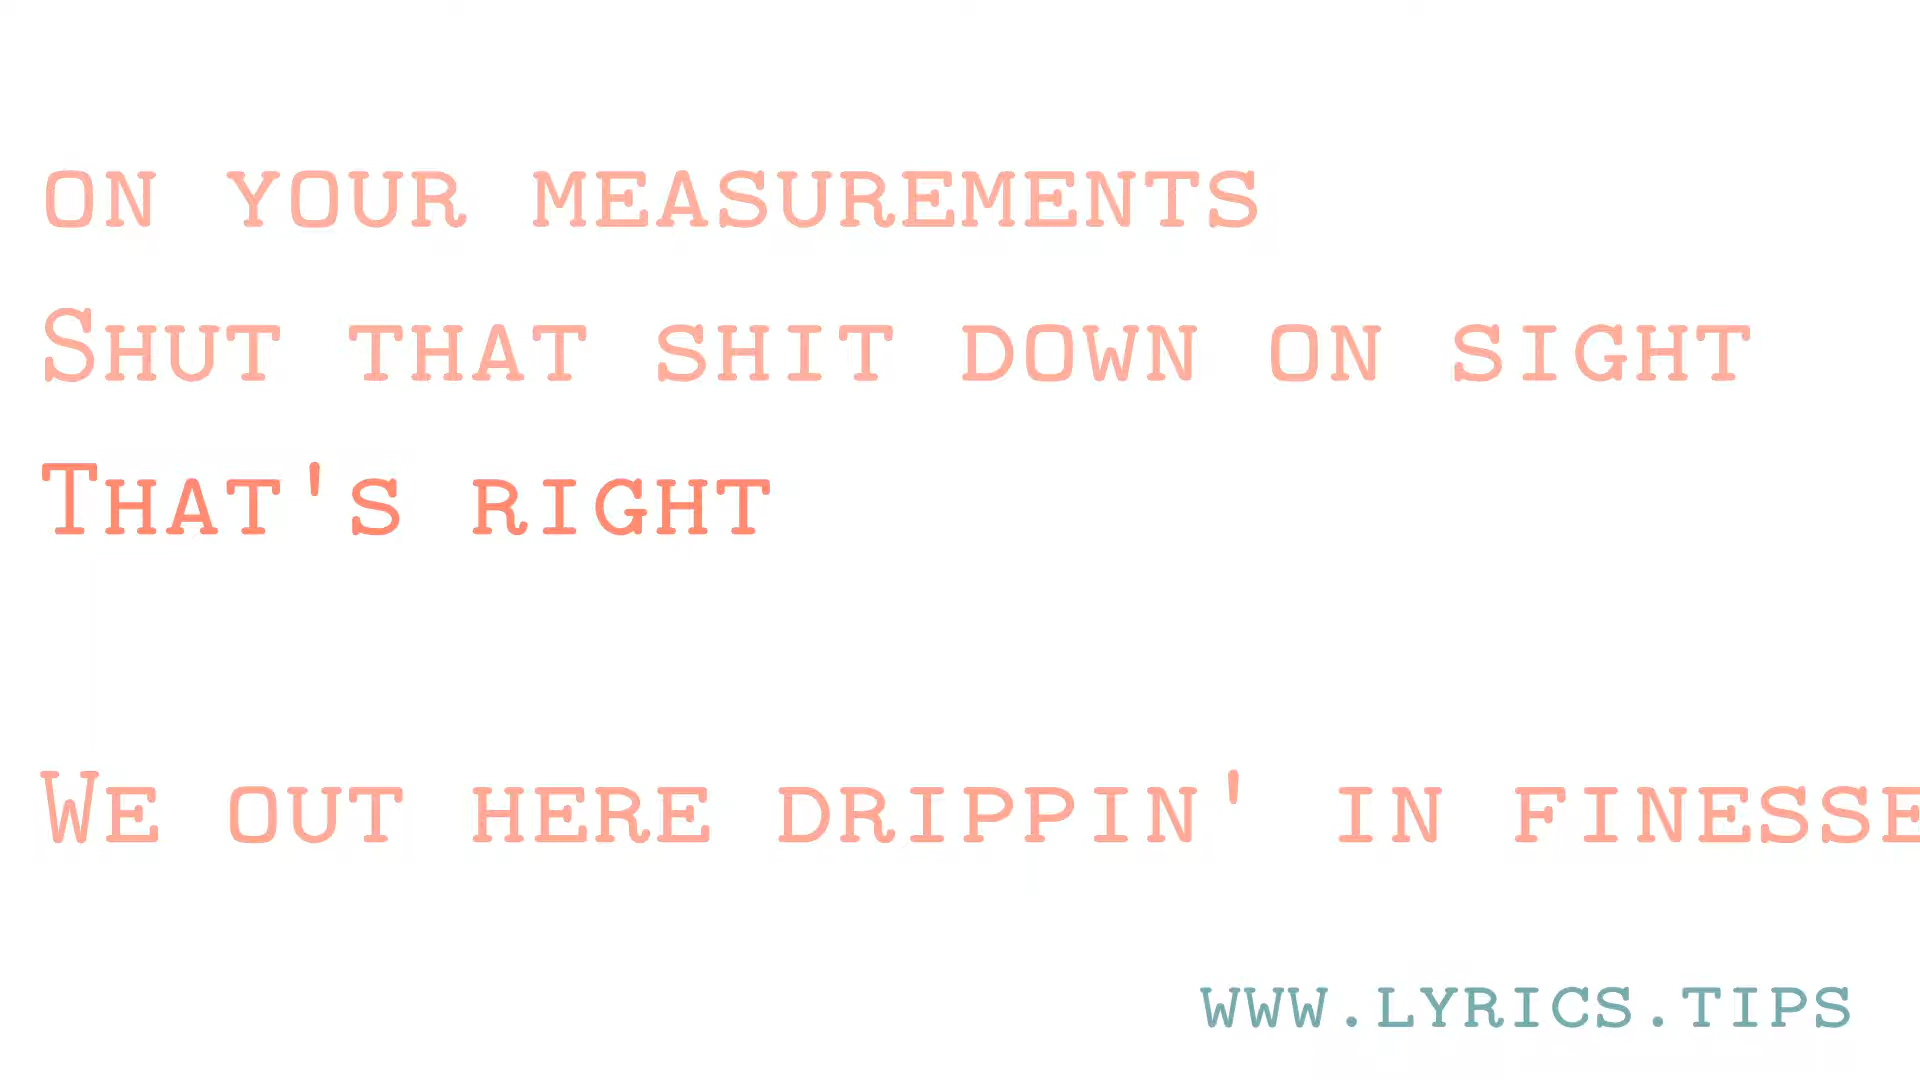 on your measurements
Shut that shit down on sight
That's right
We out here drippin' in finesse
www.lyrics.tips